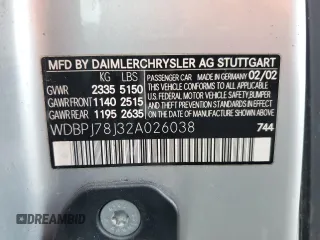 MFD BY DAIMLERCHRYSLER AG STUTTGART
KG LBS
PASSENGER CAR MADE IN GERMANY 02/02
GVWR 2335 5150
GAWR FRONT 1140 2515
GAWR REAR 1195 2635
THIS VEHICLE CONFORMS TO ALL APPLICABLE U.S. FEDERAL MOTOR VEHICLE SAFETY, BUMPER, AND THEFT PREVENTION STANDARDS IN EFFECT ON THE DATE OF MANUFACTURE SHOWN ABOVE
WDBPJ78J32A026038
744
DREAMBID